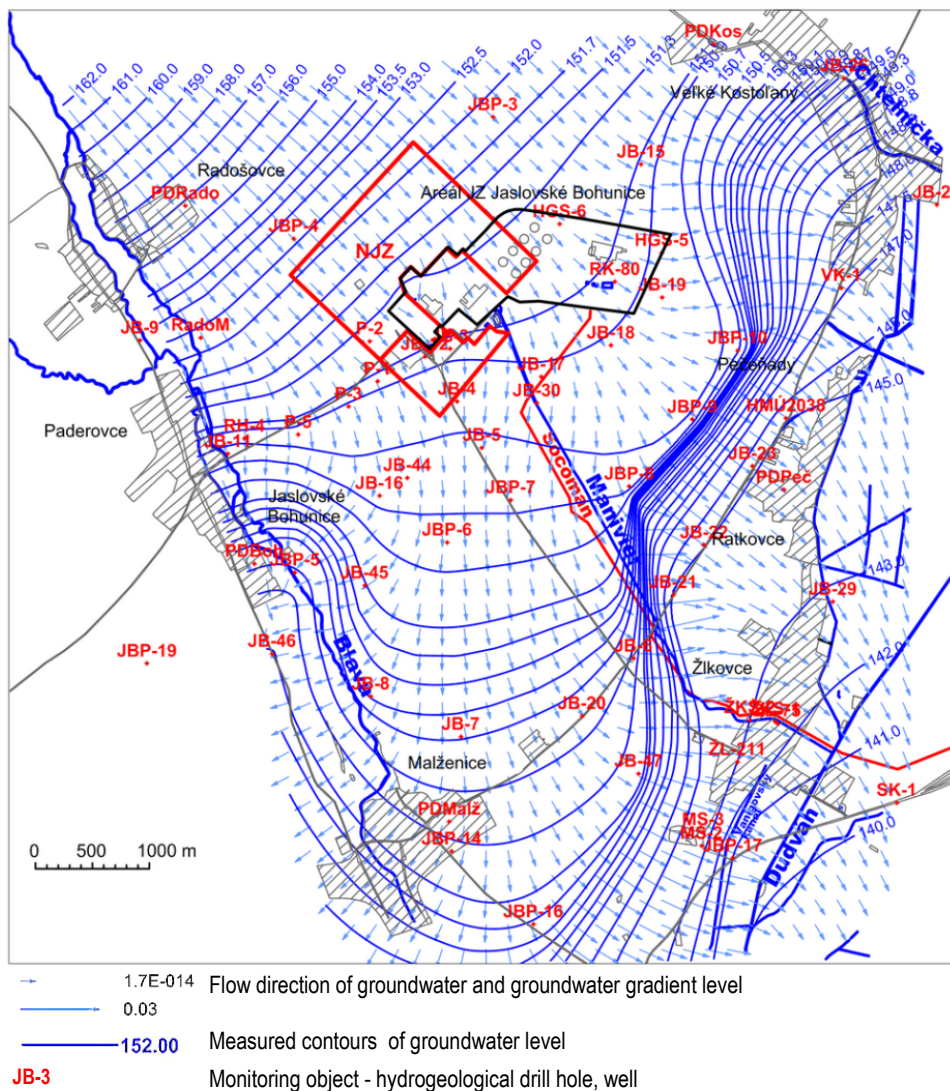 PDKos
162.0
161.0
160.0
159.0
158.0
157.0
156.0
155.0
154.0
153.5
153.0
152.5
152.0
151.7
151.5
151.3
JB-26
Chtelnička
Veľké Kostoľany
JBP-3
JB-15
Radošovce
PDRado
Areál JZ Jaslovské Bohunice
JB-2
HGS-6
JBP-4
NJZ
HGS-5
RK-80
VK-1
147.0
JB-19
146.0
JB-9
RadoM
P-2
JB-18
JBP-10
Pečeňady
JB-17
145.0
P-3
JB-4
JB-30
JBP-9
HMÚ2038
Paderovce
RH-4
P-5
JB-11
JB-5
Socoman
Manivier
JB-44
JB-16
JBP-8
JB-23
PDPeč
Jaslovské
Bohunice
JBP-7
JBP-6
JB-22
Ratkovce
PDBoh
JBP-5
143.0
JB-45
JB-21
JB-29
JBP-19
JB-46
Blava
JB-6
Žlkovce
142.0
JB-8
JB-20
JB-7
141.0
Malženice
ŽL-211
JB-47
SK-1
PDMalž
MS-3
MS-2
140.0
JBP-14
JBP-17
Dudváh
0 500 1000 m
JBP-16
1.7E-014 Flow direction of groundwater and groundwater gradient level
0.03
152.00 Measured contours of groundwater level
JB-3 Monitoring object - hydrogeological drill hole, well